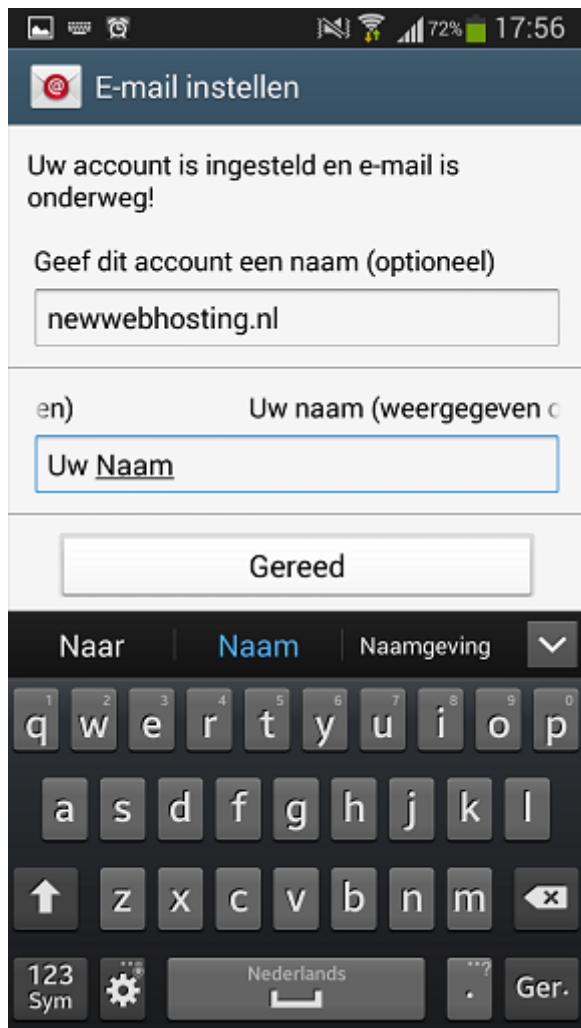 72% 17:56
E-mail instellen
Uw account is ingesteld en e-mail is
onderweg!
Geef dit account een naam (optioneel)
newwebhosting.nl
en) Uw naam (weergegeven o
Uw Naam
Gereed
Naar Naam Naamgeving
1 2 3 4 5 6 7 8 9 0
q w e r t y u i o p
a s d f g h j k l
z x c v b n m
123 Nederlands ..? 
Sym . Ger.